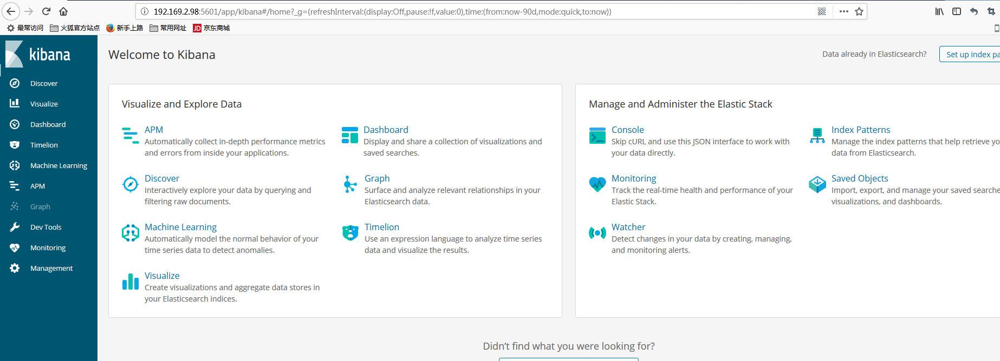 192.169.2.98:5601/app/kibana#/home?_g=(refreshInterval:(display:Off,pause:!f,value:0),time:(from:now-90d,mode:quick,to:now))
最常访问 火狐官方站点 新手上路 常用网址 JD 京东商城
kibana
Discover
Visualize
Dashboard
Timelion
Machine Learning
APM
Graph
Dev Tools
Monitoring
Management
Welcome to Kibana
Data already in Elasticsearch?
Set up index pa
Visualize and Explore Data
APM
Automatically collect in-depth performance metrics
and errors from inside your applications.
Dashboard
Display and share a collection of visualizations and
saved searches.
Discover
Interactively explore your data by querying and
filtering raw documents.
Graph
Surface and analyze relevant relationships in your
Elasticsearch data.
Machine Learning
Automatically model the normal behavior of your
time series data to detect anomalies.
Timelion
Use an expression language to analyze time series
data and visualize the results.
Visualize
Create visualizations and aggregate data stores in
your Elasticsearch indices.
Manage and Administer the Elastic Stack
Console
Skip cURL and use this JSON interface to work with
your data directly.
Index Patterns
Manage the index patterns that help retrieve yo
data from Elasticsearch.
Monitoring
Track the real-time health and performance of your
Elastic Stack.
Saved Objects
Import, export, and manage your saved searche
visualizations, and dashboards.
Watcher
Detect changes in your data by creating, managing,
and monitoring alerts.
Didn't find what you were looking for?